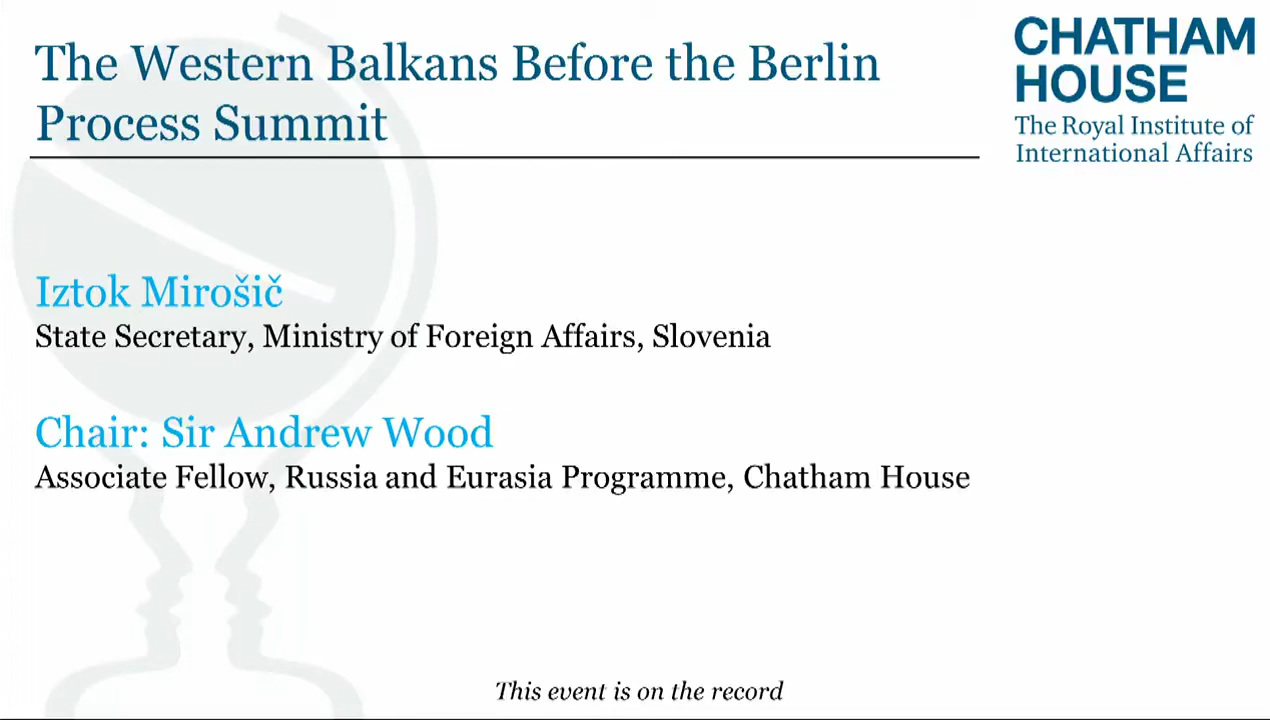 The Western Balkans Before the Berlin
Process Summit
CHATHAM
HOUSE
The Royal Institute of
International Affairs
Iztok Mirošič
State Secretary, Ministry of Foreign Affairs, Slovenia
Chair: Sir Andrew Wood
Associate Fellow, Russia and Eurasia Programme, Chatham House
This event is on the record